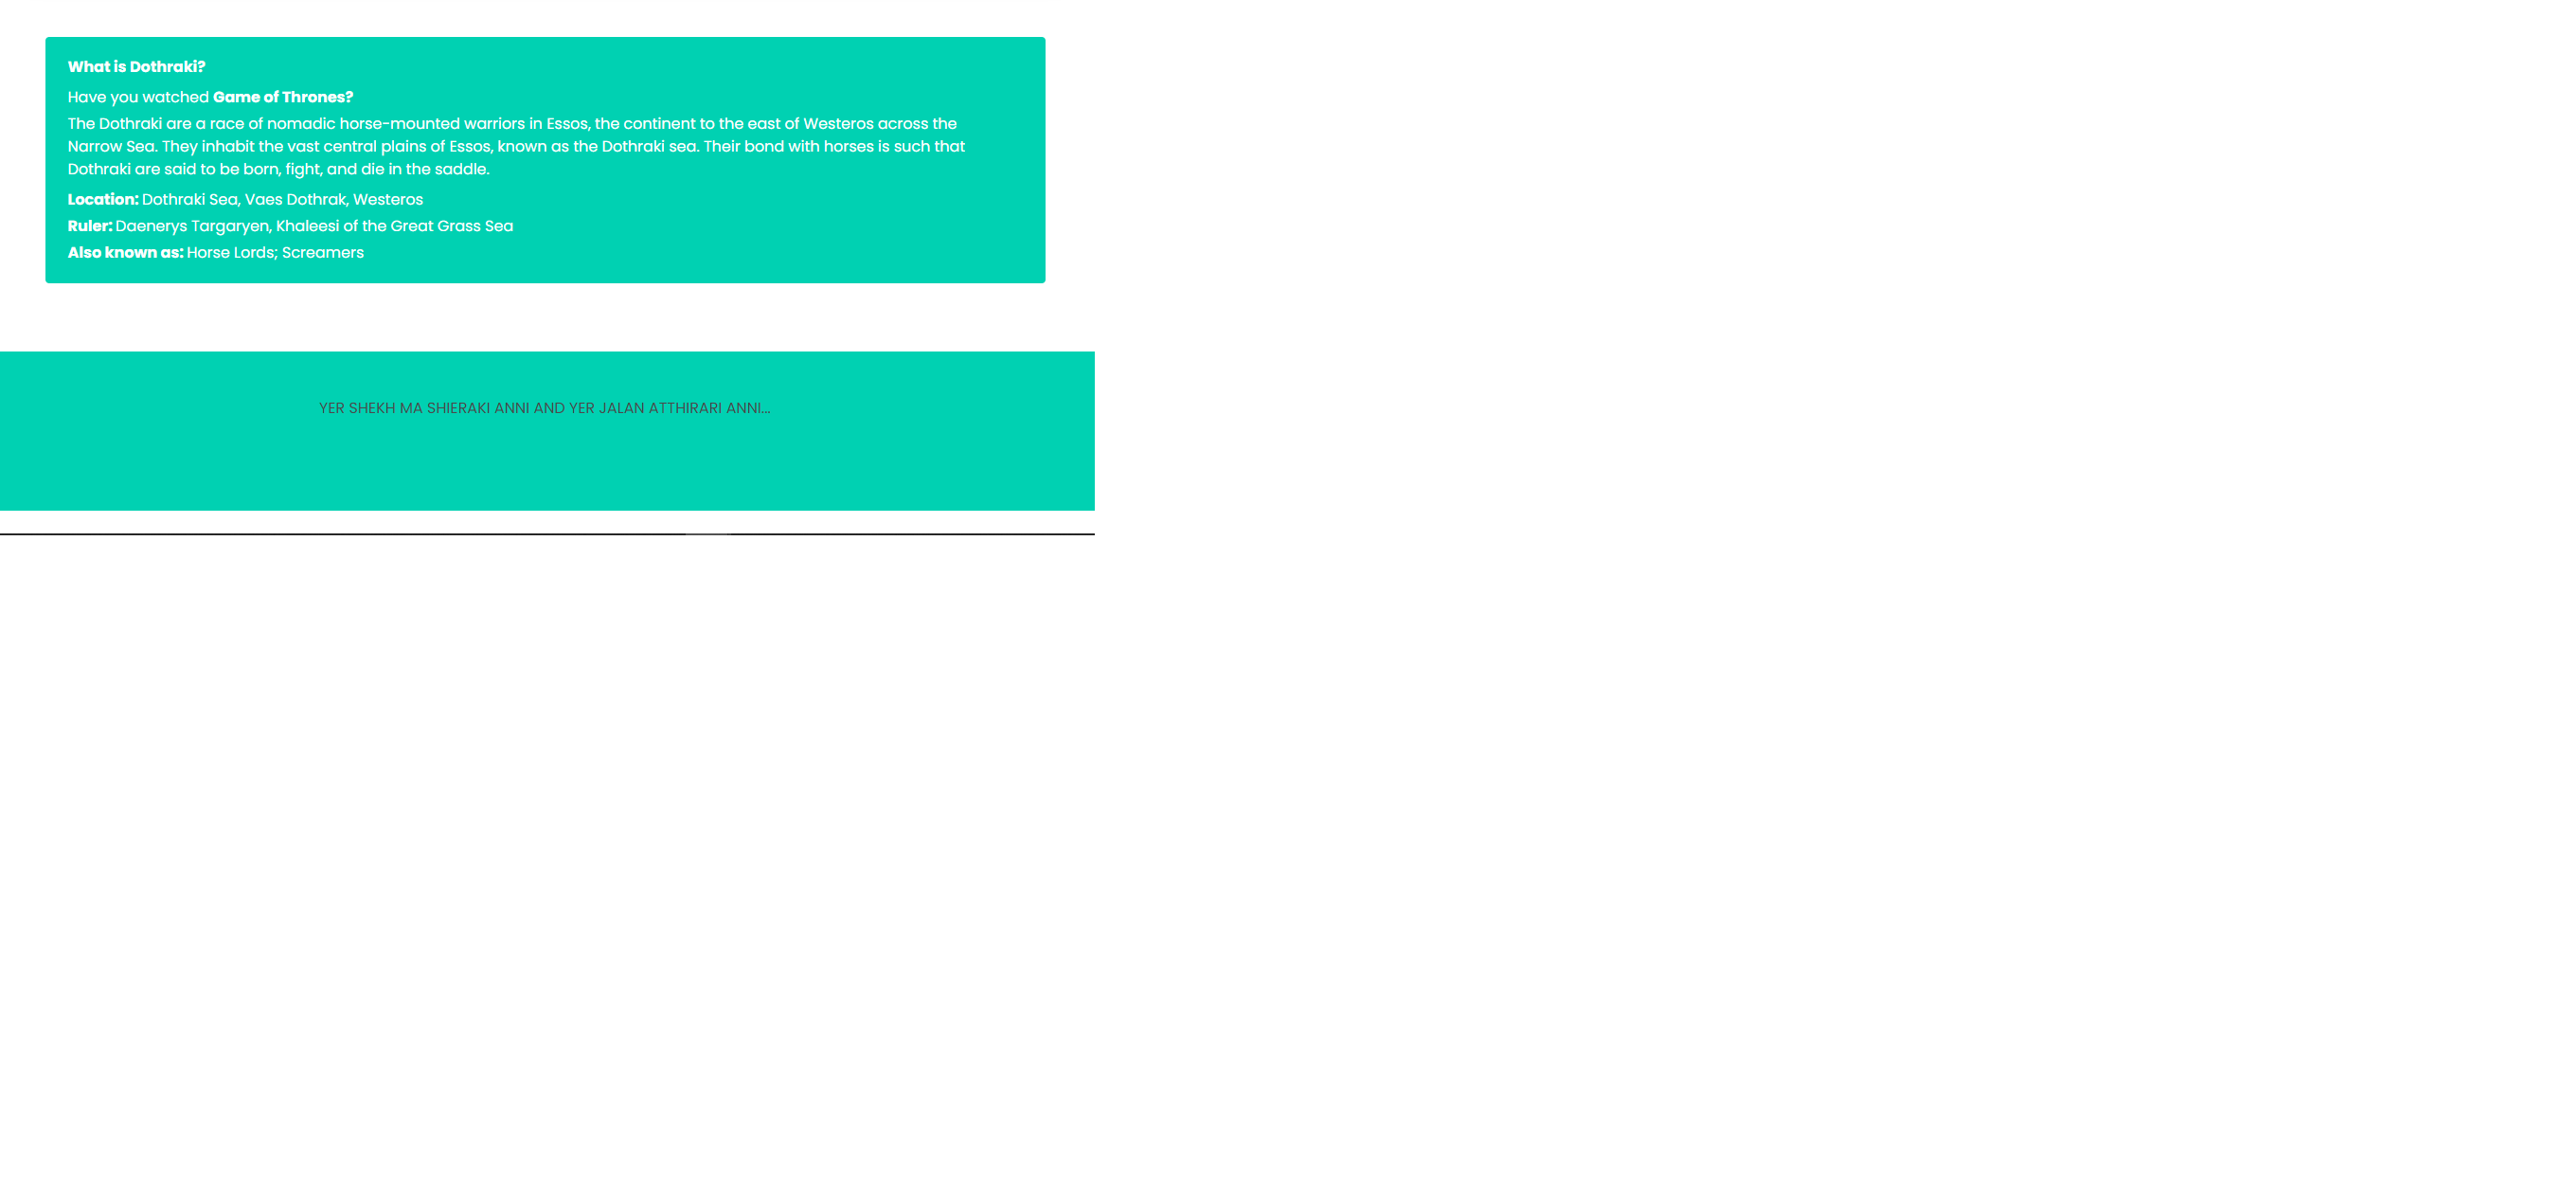 What is Dothraki?
Have you watched Game of Thrones?
The Dothraki are a race of nomadic horse-mounted warriors in Essos, the continent to the east of Westeros across the
Narrow Sea. They inhabit the vast central plains of Essos, known as the Dothraki sea. Their bond with horses is such that
Dothraki are said to be born, fight, and die in the saddle.
Location: Dothraki Sea, Vaes Dothrak, Westeros
Ruler: Daenerys Targaryen, Khaleesi of the Great Grass Sea
Also known as: Horse Lords; Screamers
YER SHEKH MA SHIERAKI ANNI AND YER JALAN ATTHIRARI ANNI...